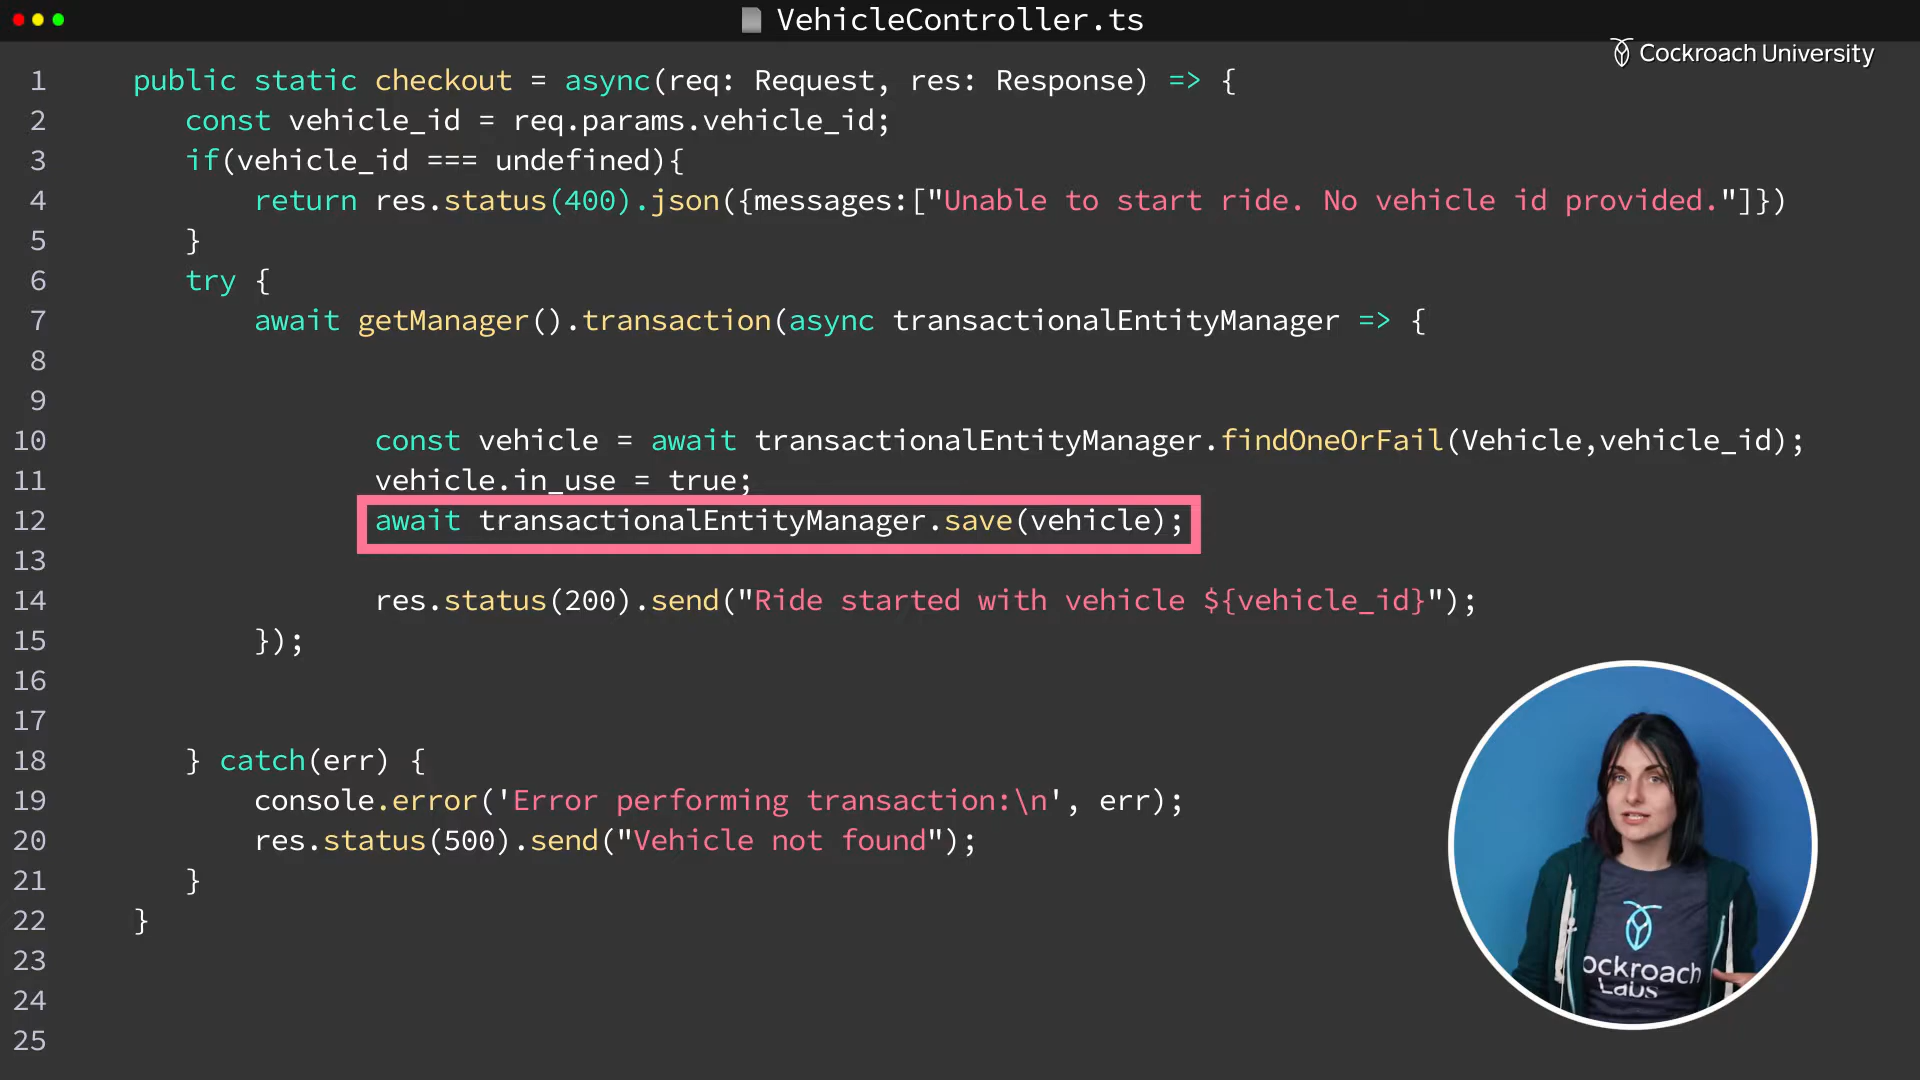 VehicleController.ts
Cockroach University
1 public static checkout = async(req: Request, res: Response) => {
2 const vehicle_id = req.params.vehicle_id;
3 if(vehicle_id === undefined){
4 return res.status(400).json({messages:["Unable to start ride. No vehicle id provided."]})
5 }
6 try {
7 await getManager().transaction(async transactionalEntityManager => {
8
9
10 const vehicle = await transactionalEntityManager.findOneOrFail(Vehicle,vehicle_id);
11 vehicle.in_use = true;
12 await transactionalEntityManager.save(vehicle);
13
14 res.status(200).send("Ride started with vehicle ${vehicle_id}");
15 });
16
17
18 } catch(err) {
19 console.error('Error performing transaction:\n', err);
20 res.status(500).send("Vehicle not found");
21 }
22 }
23
24
25
ockroach
Labs